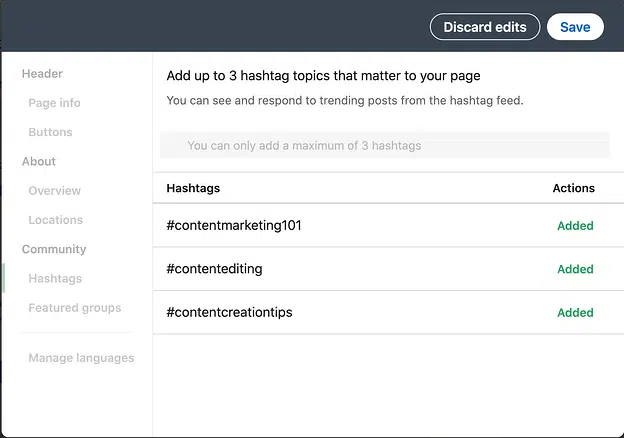 Discard edits
Save
Header
Page info
Buttons
About
Overview
Locations
Community
Hashtags
Featured groups
Manage languages
Add up to 3 hashtag topics that matter to your page
You can see and respond to trending posts from the hashtag feed.
You can only add a maximum of 3 hashtags
Hashtags Actions
#contentmarketing101 Added
#contentediting Added
#contentcreationtips Added